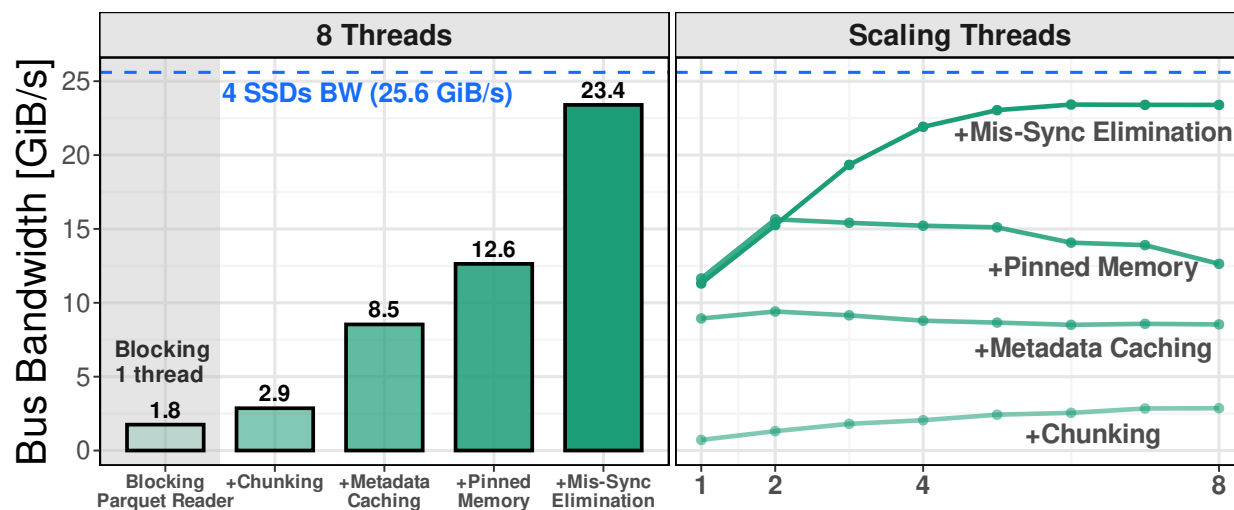 8 Threads
Scaling Threads
Bus Bandwidth [GiB/s]
25
20
15
10
5
0
4 SSDs BW (25.6 GiB/s)
23.4
12.6
8.5
2.9
1.8
Blocking
1 thread
Blocking
Parquet Reader
+Chunking
+Metadata
Caching
+Pinned
Memory
+Mis-Sync
Elimination
+Mis-Sync Elimination
+Pinned Memory
+Metadata Caching
+Chunking
1
2
4
8